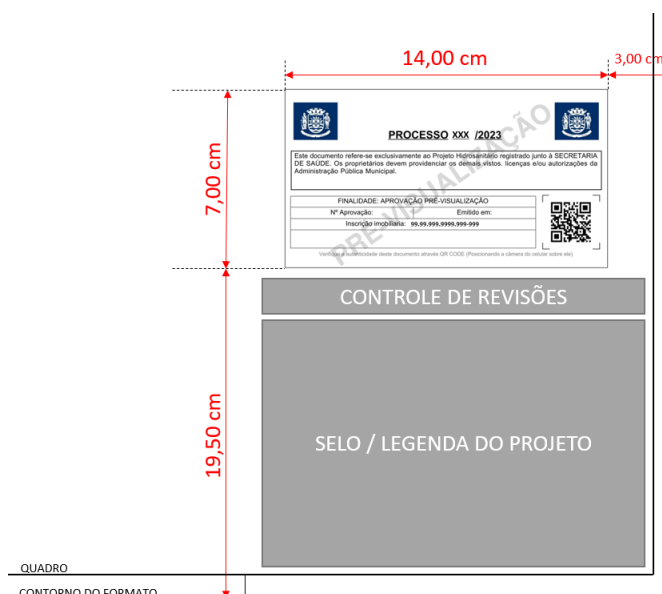 14,00 cm
3,00 cm
PRÉ-VISUALIZAÇÃO
PROCESSO XXX /2023
Este documento refere-se exclusivamente ao Projeto Hidrosanitário registrado junto à SECRETARIA
DE SAÚDE. Os proprietários devem providenciar os demais vistos. licenças e/ou autorizações da
Administração Pública Municipal.
7,00 cm
FINALIDADE: APROVAÇÃO PRÉ-VISUALIZAÇÃO
Nº Aprovação: Emitido em:
Inscrição imobiliária: 99.99.999.9999.999-999
Verifique a autenticidade deste documento através QR CODE (Posicionando a câmera do celular sobre ele)
CONTROLE DE REVISÕES
19,50 cm
SELO / LEGENDA DO PROJETO
QUADRO
CONTORNO DO FORMATO